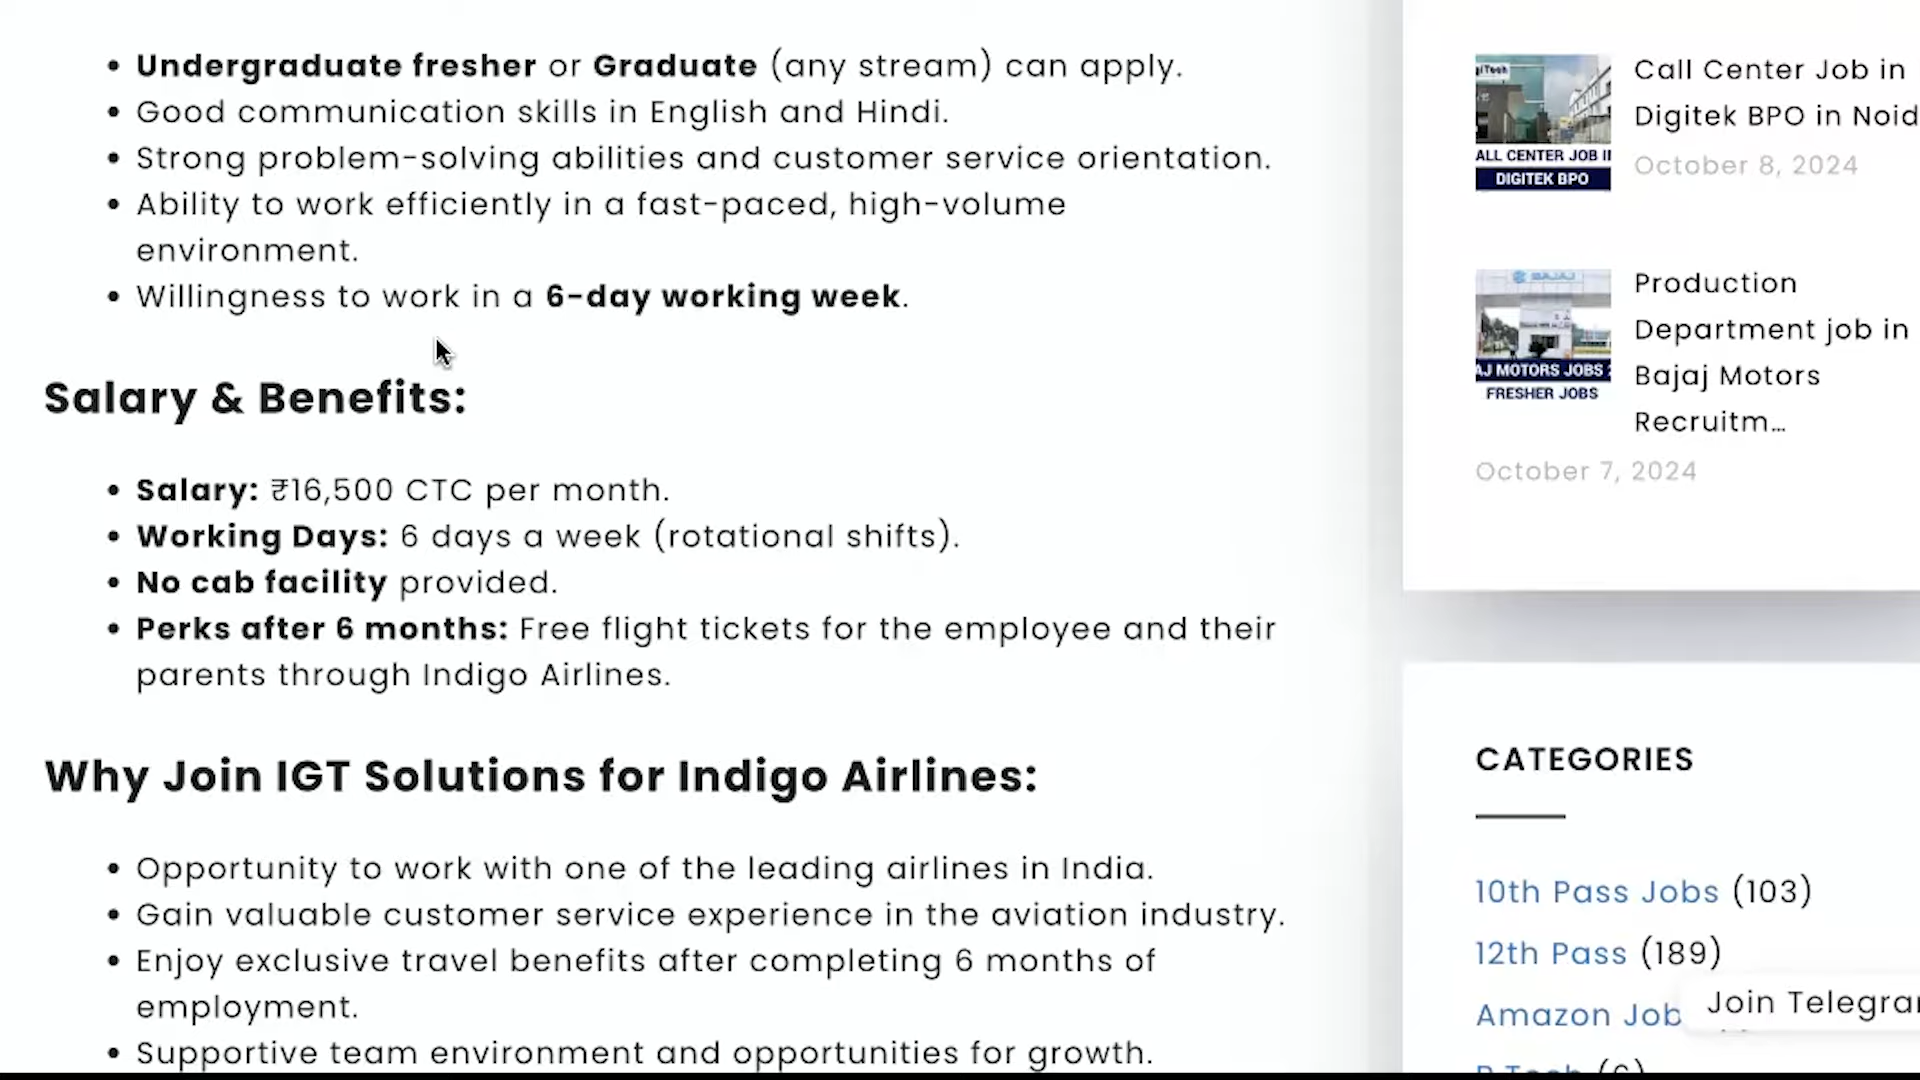 Undergraduate fresher or Graduate (any stream) can apply.
Good communication skills in English and Hindi.
Strong problem-solving abilities and customer service orientation.
Ability to work efficiently in a fast-paced, high-volume
environment.
Willingness to work in a 6-day working week.
Salary & Benefits:
Salary: ₹16,500 CTC per month.
Working Days: 6 days a week (rotational shifts).
No cab facility provided.
Perks after 6 months: Free flight tickets for the employee and their
parents through Indigo Airlines.
Why Join IGT Solutions for Indigo Airlines:
Opportunity to work with one of the leading airlines in India.
Gain valuable customer service experience in the aviation industry.
Enjoy exclusive travel benefits after completing 6 months of
employment.
Supportive team environment and opportunities for growth.
giTech
ALL CENTER JOB I
DIGITEK BPO
Call Center Job in
Digitek BPO in Noid
October 8, 2024
BAJAJ
AJ MOTORS JOBS
FRESHER JOBS
Production
Department job in
Bajaj Motors
Recruitm…
October 7, 2024
CATEGORIES
10th Pass Jobs (103)
12th Pass (189)
Amazon Job
Join Telegra